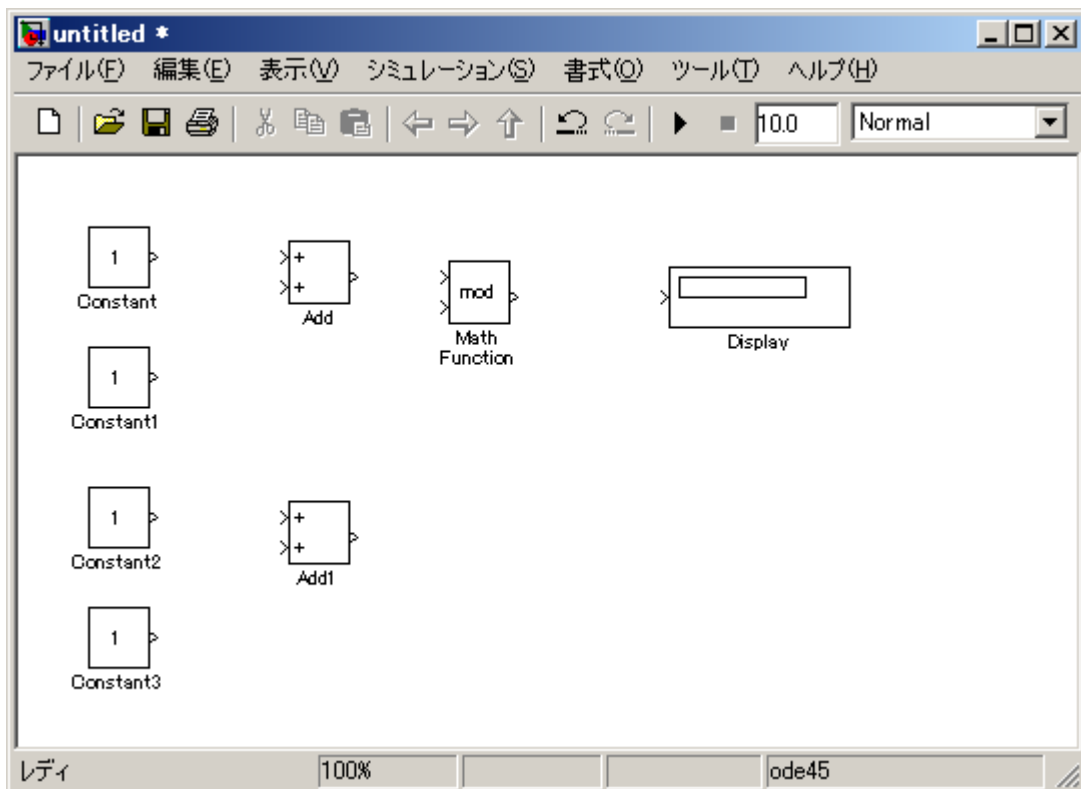 untitled *
ファイル(F) 編集(E) 表示(V) シミュレーション(S) 書式(O) ツール(T) ヘルプ(H)
10.0 Normal
1
Constant
+
+
Add
mod
Math
Function
Display
1
Constant1
1
Constant2
+
+
Add1
1
Constant3
レディ 100% ode45